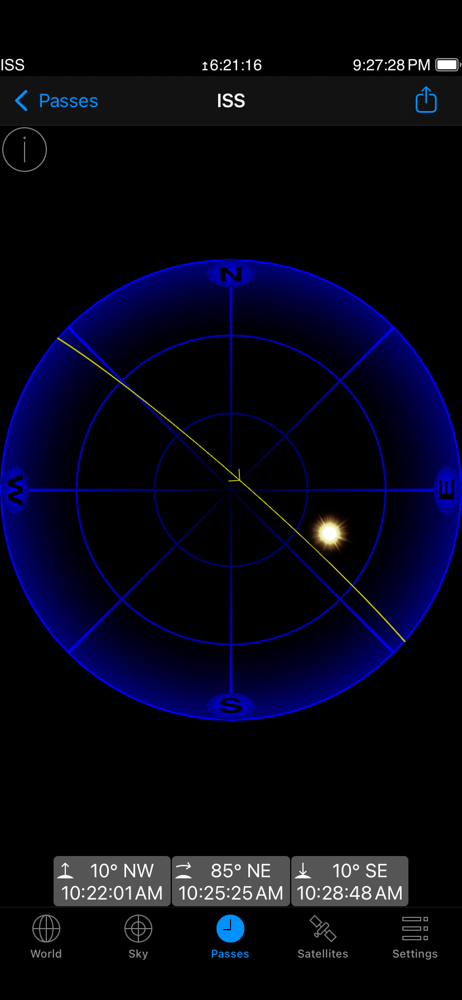 ISS ↥6:21:16 9:27:28 PM
Passes ISS
N
W E
S
10° NW 85° NE 10° SE
10:22:01 AM 10:25:25 AM 10:28:48 AM
World Sky Passes Satellites Settings